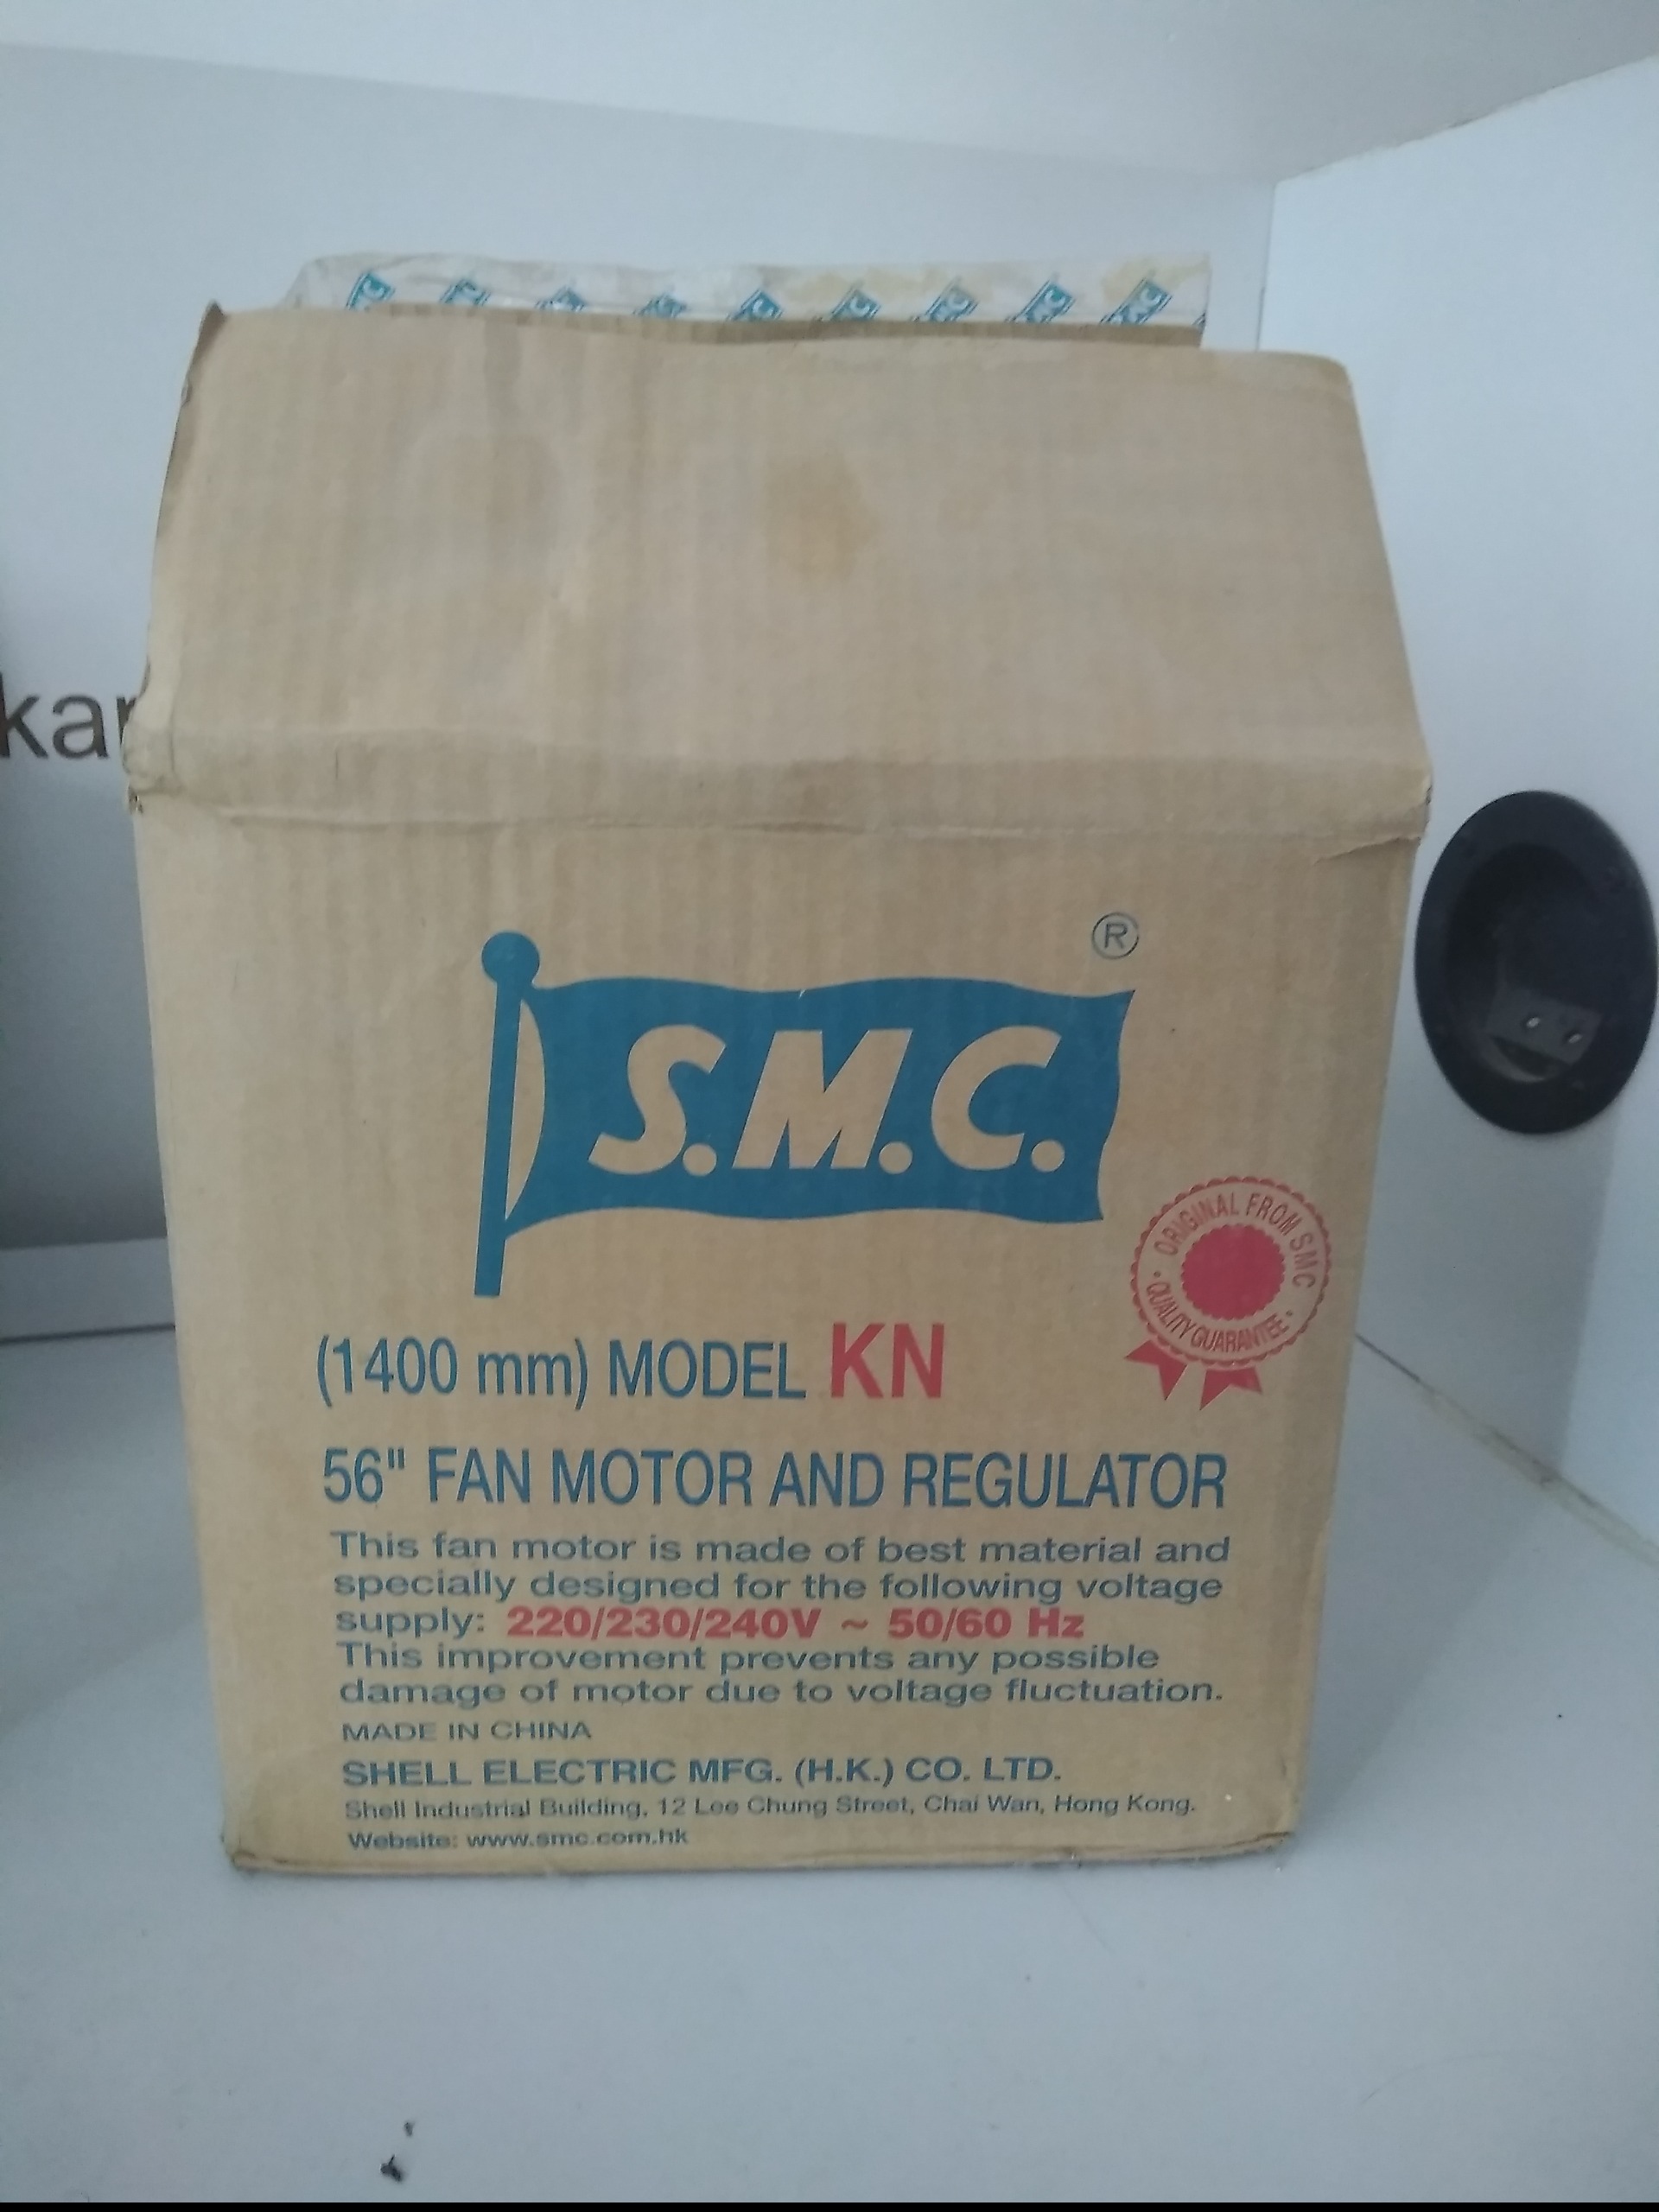 kar
S.M.C.
®
ORIGINAL FROM SMC
• QUALITY GUARANTEE •
(1400 mm) MODEL KN
56" FAN MOTOR AND REGULATOR
This fan motor is made of best material and
specially designed for the following voltage
supply: 220/230/240V ~ 50/60 Hz
This improvement prevents any possible
damage of motor due to voltage fluctuation.
MADE IN CHINA
SHELL ELECTRIC MFG. (H.K.) CO. LTD.
Shell Industrial Building, 12 Lee Chung Street, Chai Wan, Hong Kong.
Website: www.smc.com.hk